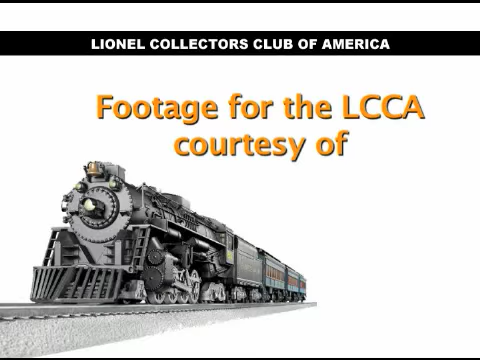 LIONEL COLLECTORS CLUB OF AMERICA
Footage for the LCCA
courtesy of